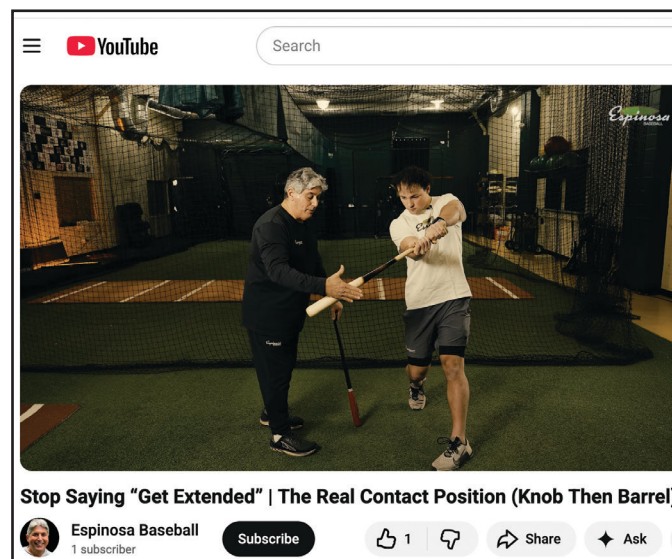 YouTube
Search
Espinosa
BASEBALL
Stop Saying “Get Extended” | The Real Contact Position (Knob Then Barrel)
Espinosa Baseball
1 subscriber
Subscribe
1
Share
Ask